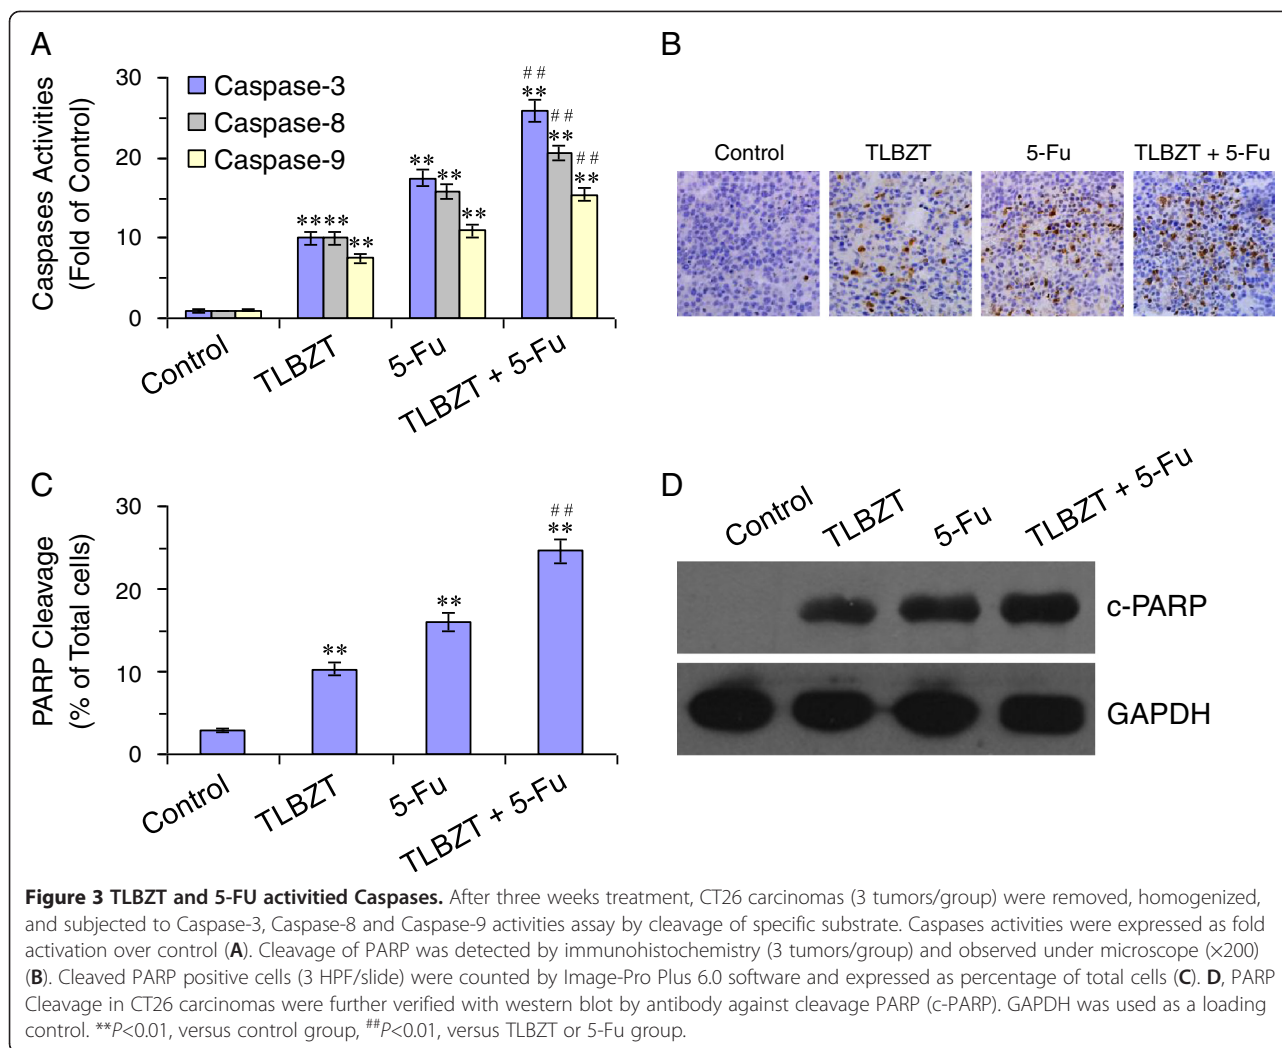 A
Caspases Activities
(Fold of Control)
30
20
10
0
Caspase-3
Caspase-8
Caspase-9
****
**
**
**
**
##
**
##
**
##
**
Control
TLBZT
5-Fu
TLBZT + 5-Fu
B
Control
TLBZT
5-Fu
TLBZT + 5-Fu
C
PARP Cleavage
(% of Total cells)
30
20
10
0
**
**
##
**
Control
TLBZT
5-Fu
TLBZT + 5-Fu
D
Control
TLBZT
5-Fu
TLBZT + 5-Fu
c-PARP
GAPDH
Figure 3 TLBZT and 5-FU activitied Caspases. After three weeks treatment, CT26 carcinomas (3 tumors/group) were removed, homogenized,
and subjected to Caspase-3, Caspase-8 and Caspase-9 activities assay by cleavage of specific substrate. Caspases activities were expressed as fold
activation over control (A). Cleavage of PARP was detected by immunohistochemistry (3 tumors/group) and observed under microscope (×200)
(B). Cleaved PARP positive cells (3 HPF/slide) were counted by Image-Pro Plus 6.0 software and expressed as percentage of total cells (C). D, PARP
Cleavage in CT26 carcinomas were further verified with western blot by antibody against cleavage PARP (c-PARP). GAPDH was used as a loading
control. **P<0.01, versus control group, ##P<0.01, versus TLBZT or 5-Fu group.